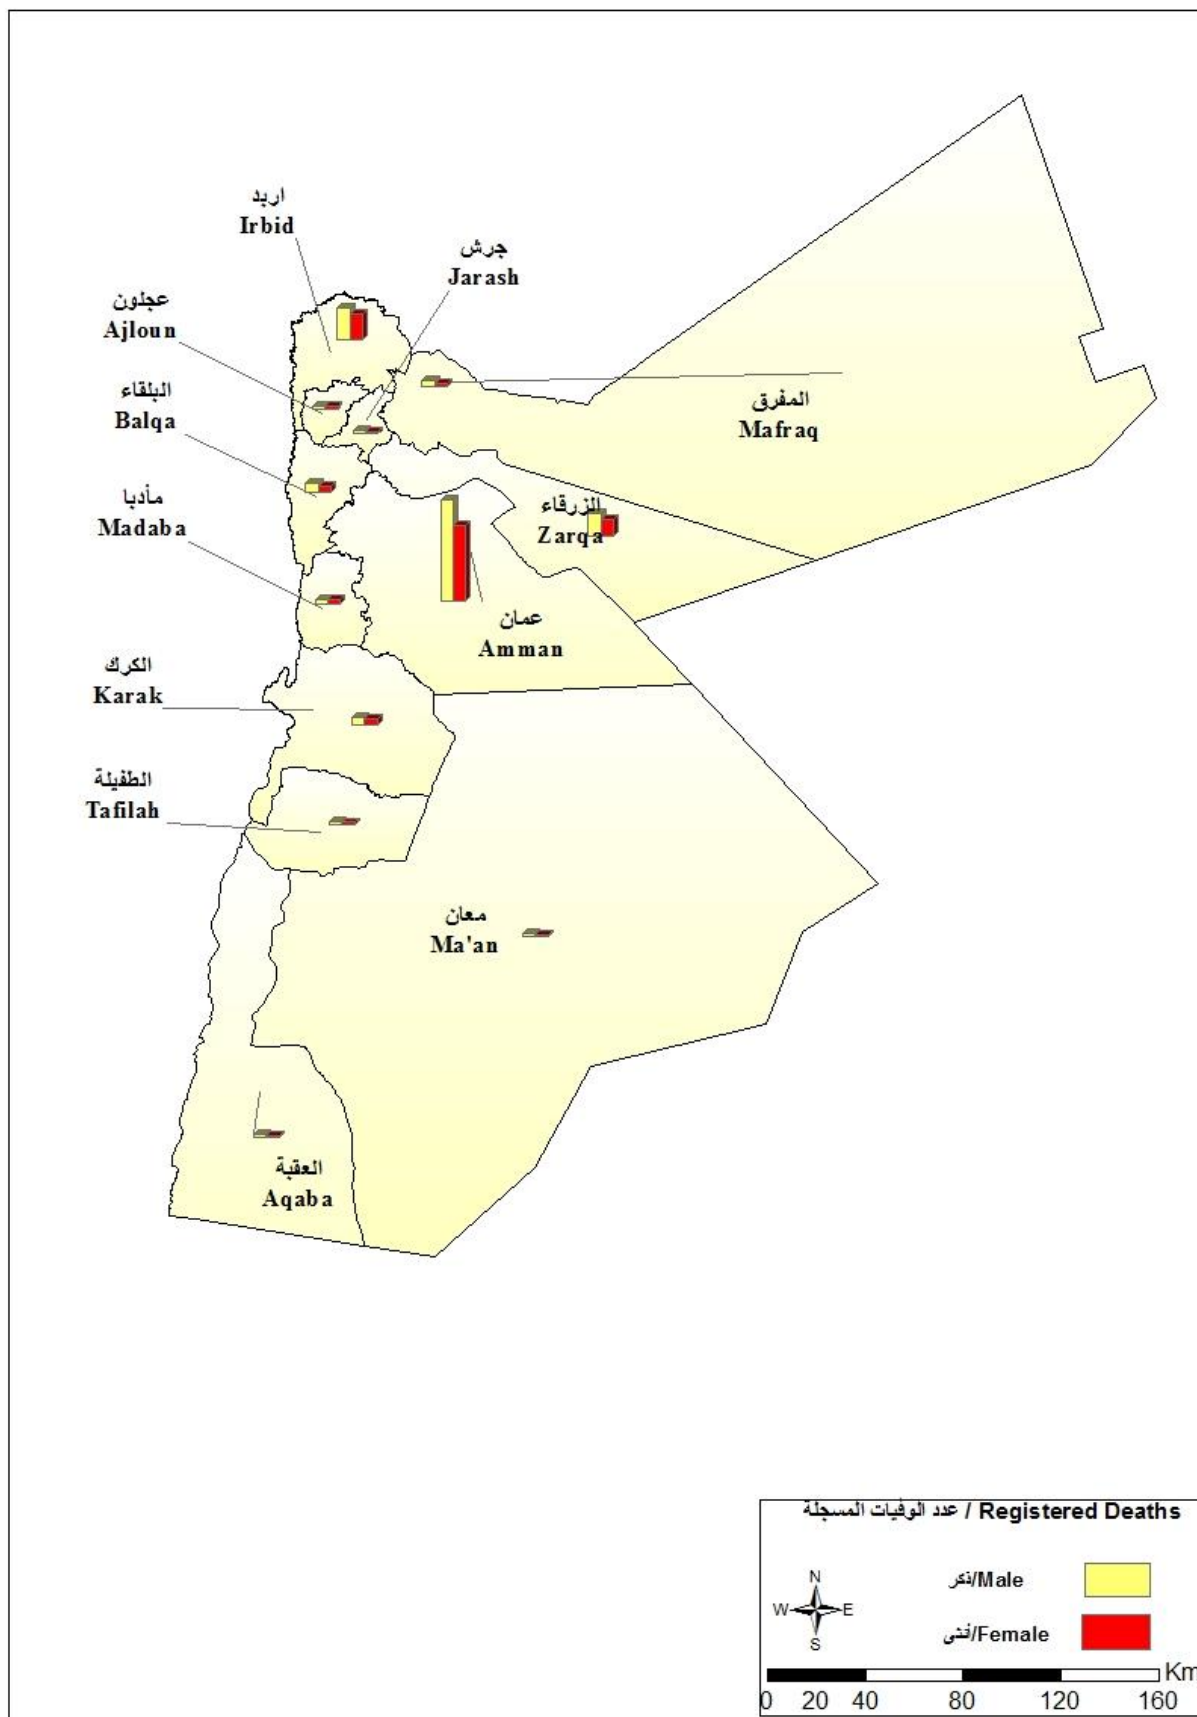 اربد
Irbid
جرش
Jarash
عجلون
Ajloun
البلقاء
Balqa
المفرق
Mafraq
مأدبا
Madaba
الزرقاء
Zarqa
عمان
Amman
الكرك
Karak
الطفيلة
Tafilah
معان
Ma'an
العقبة
Aqaba
عدد الوفيات المسجلة / Registered Deaths
ذكر/Male
أنثى/Female
N
W E
S
Km
0 20 40 80 120 160